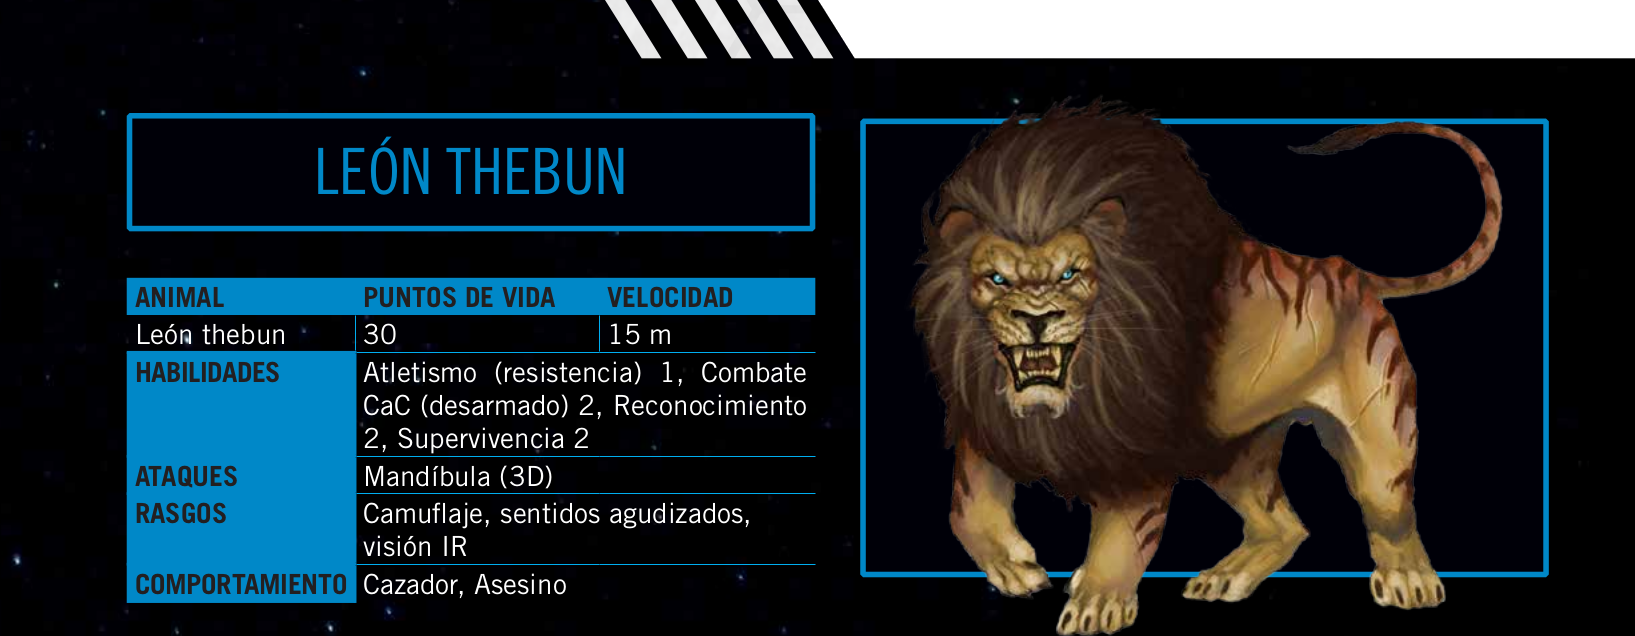 LEÓN THEBUN
ANIMAL PUNTOS DE VIDA VELOCIDAD
León thebun 30 15 m
HABILIDADES Atletismo (resistencia) 1, Combate
CaC (desarmado) 2, Reconocimiento
2, Supervivencia 2
ATAQUES Mandíbula (3D)
RASGOS Camuflaje, sentidos agudizados,
visión IR
COMPORTAMIENTO Cazador, Asesino